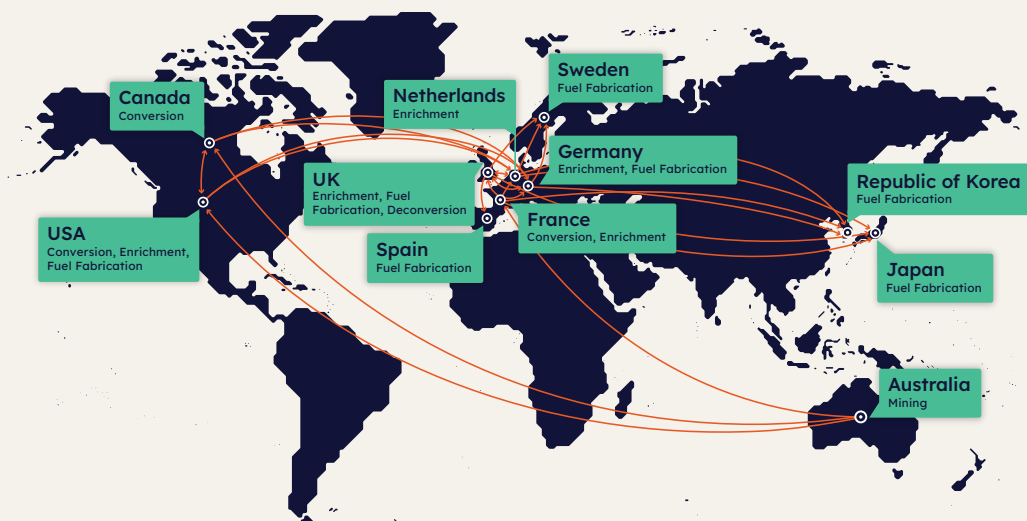 Sweden
Fuel Fabrication
Canada
Conversion
Netherlands
Enrichment
Germany
Enrichment, Fuel Fabrication
UK
Enrichment, Fuel
Fabrication, Deconversion
Republic of Korea
Fuel Fabrication
USA
Conversion, Enrichment,
Fuel Fabrication
France
Conversion, Enrichment
Spain
Fuel Fabrication
Japan
Fuel Fabrication
Australia
Mining